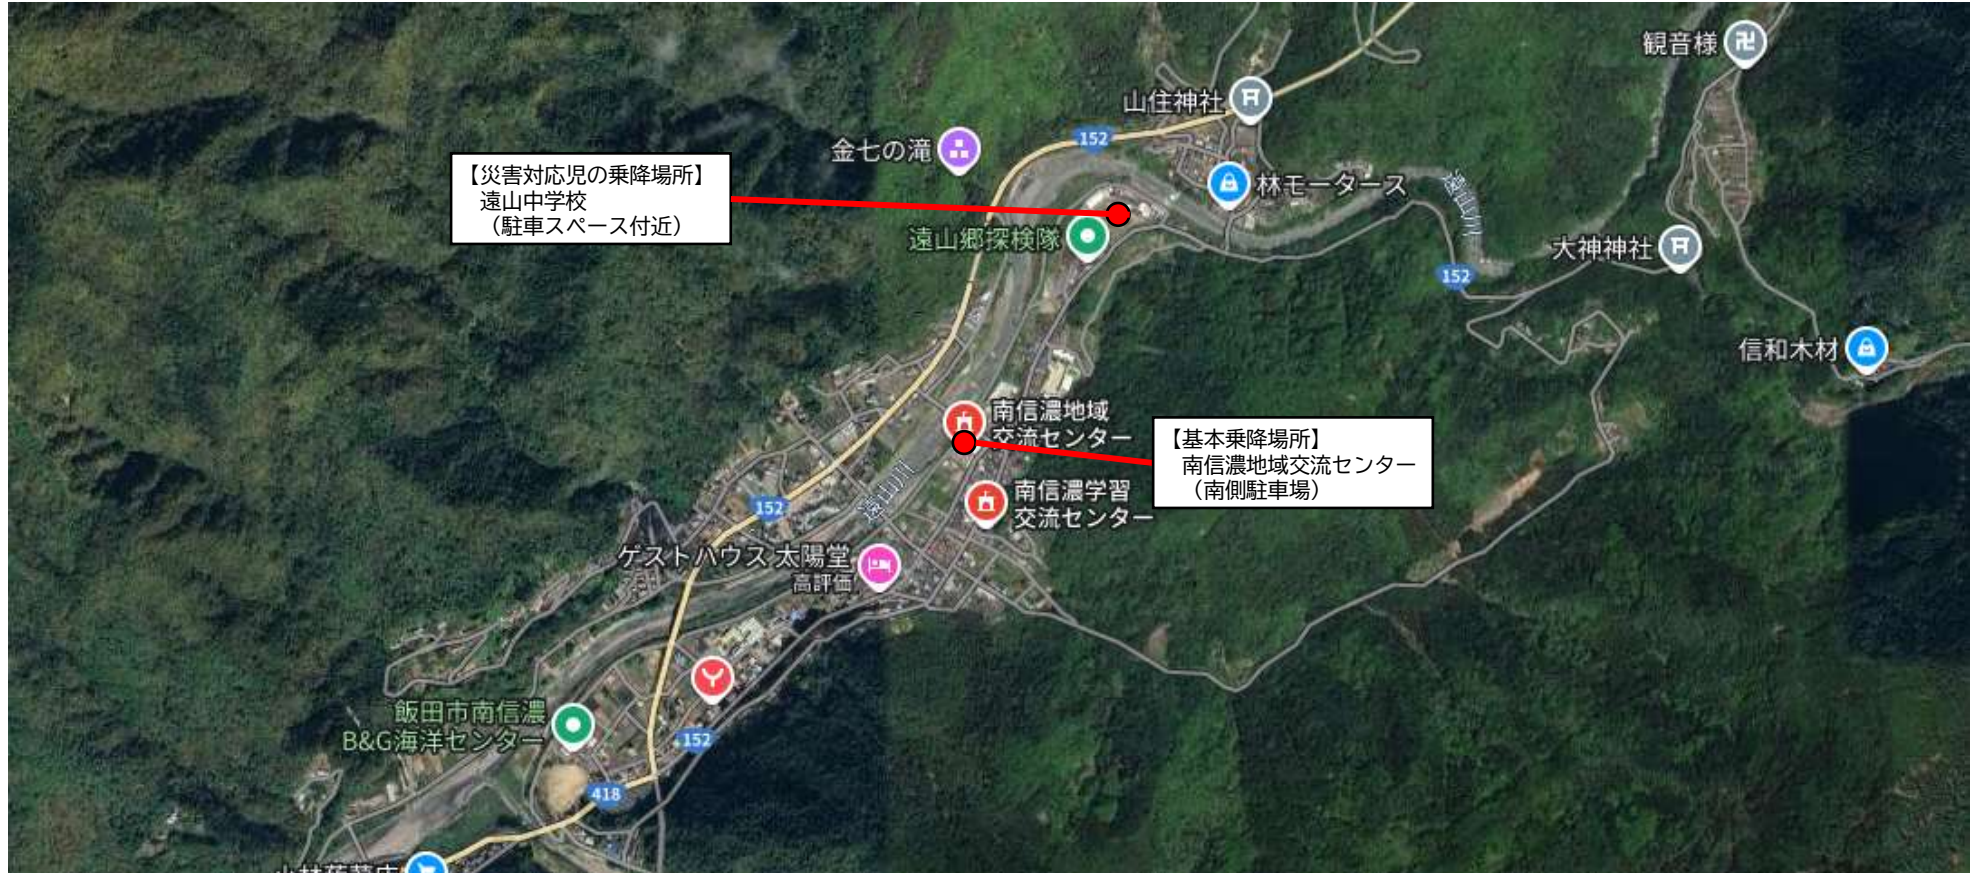 観音様
山住神社
152
金七の滝
【災害対応児の乗降場所】
遠山中学校
（駐車スペース付近）
林モータース
遠山川
遠山郷探検隊
大神神社
152
信和木材
南信濃地域
交流センター
【基本乗降場所】
南信濃地域交流センター
（南側駐車場）
遠山川
152
南信濃学習
交流センター
ゲストハウス 太陽堂
高評価
飯田市南信濃
B&G海洋センター
152
418